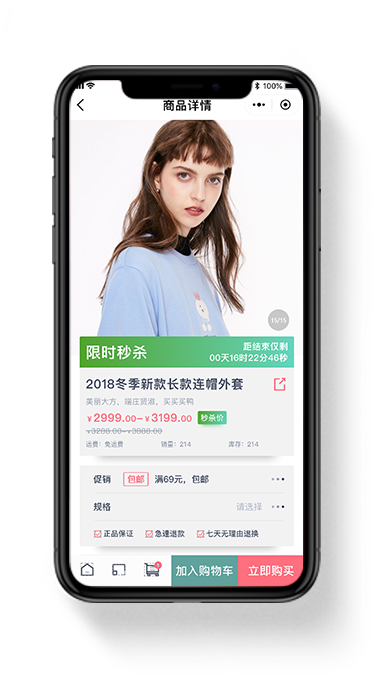 100%
商品详情
15/15
限时秒杀
距结束仅剩
00天16时22分46秒
2018冬季新款长款连帽外套
美丽大方，端庄贤淑，买买买鸭
¥2999.00–¥3199.00 秒杀价
¥3288.00–¥3888.00
运费：免运费 销量：214 库存：214
促销 包邮 满69元，包邮
规格 请选择
正品保证 急速退款 七天无理由退换
加入购物车 立即购买